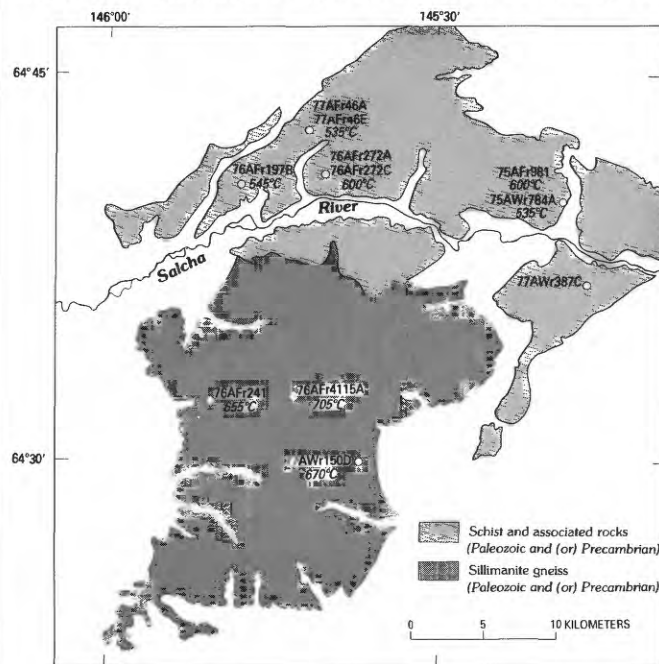 146°00'
145°30'
64°45'
77AFr46A
77AFr46E
535°C
76AFr272A
76AFr272C
600°C
76AFr197B
545°C
75AFr981
600°C
75AWr784A
535°C
River
Salcha
77AWr387C
76AFr241
655°C
76AFr4115A
705°C
64°30'
AWr150D
670°C
Schist and associated rocks
(Paleozoic and (or) Precambrian)
Sillimanite gneiss
(Paleozoic and (or) Precambrian)
0 5 10 KILOMETERS